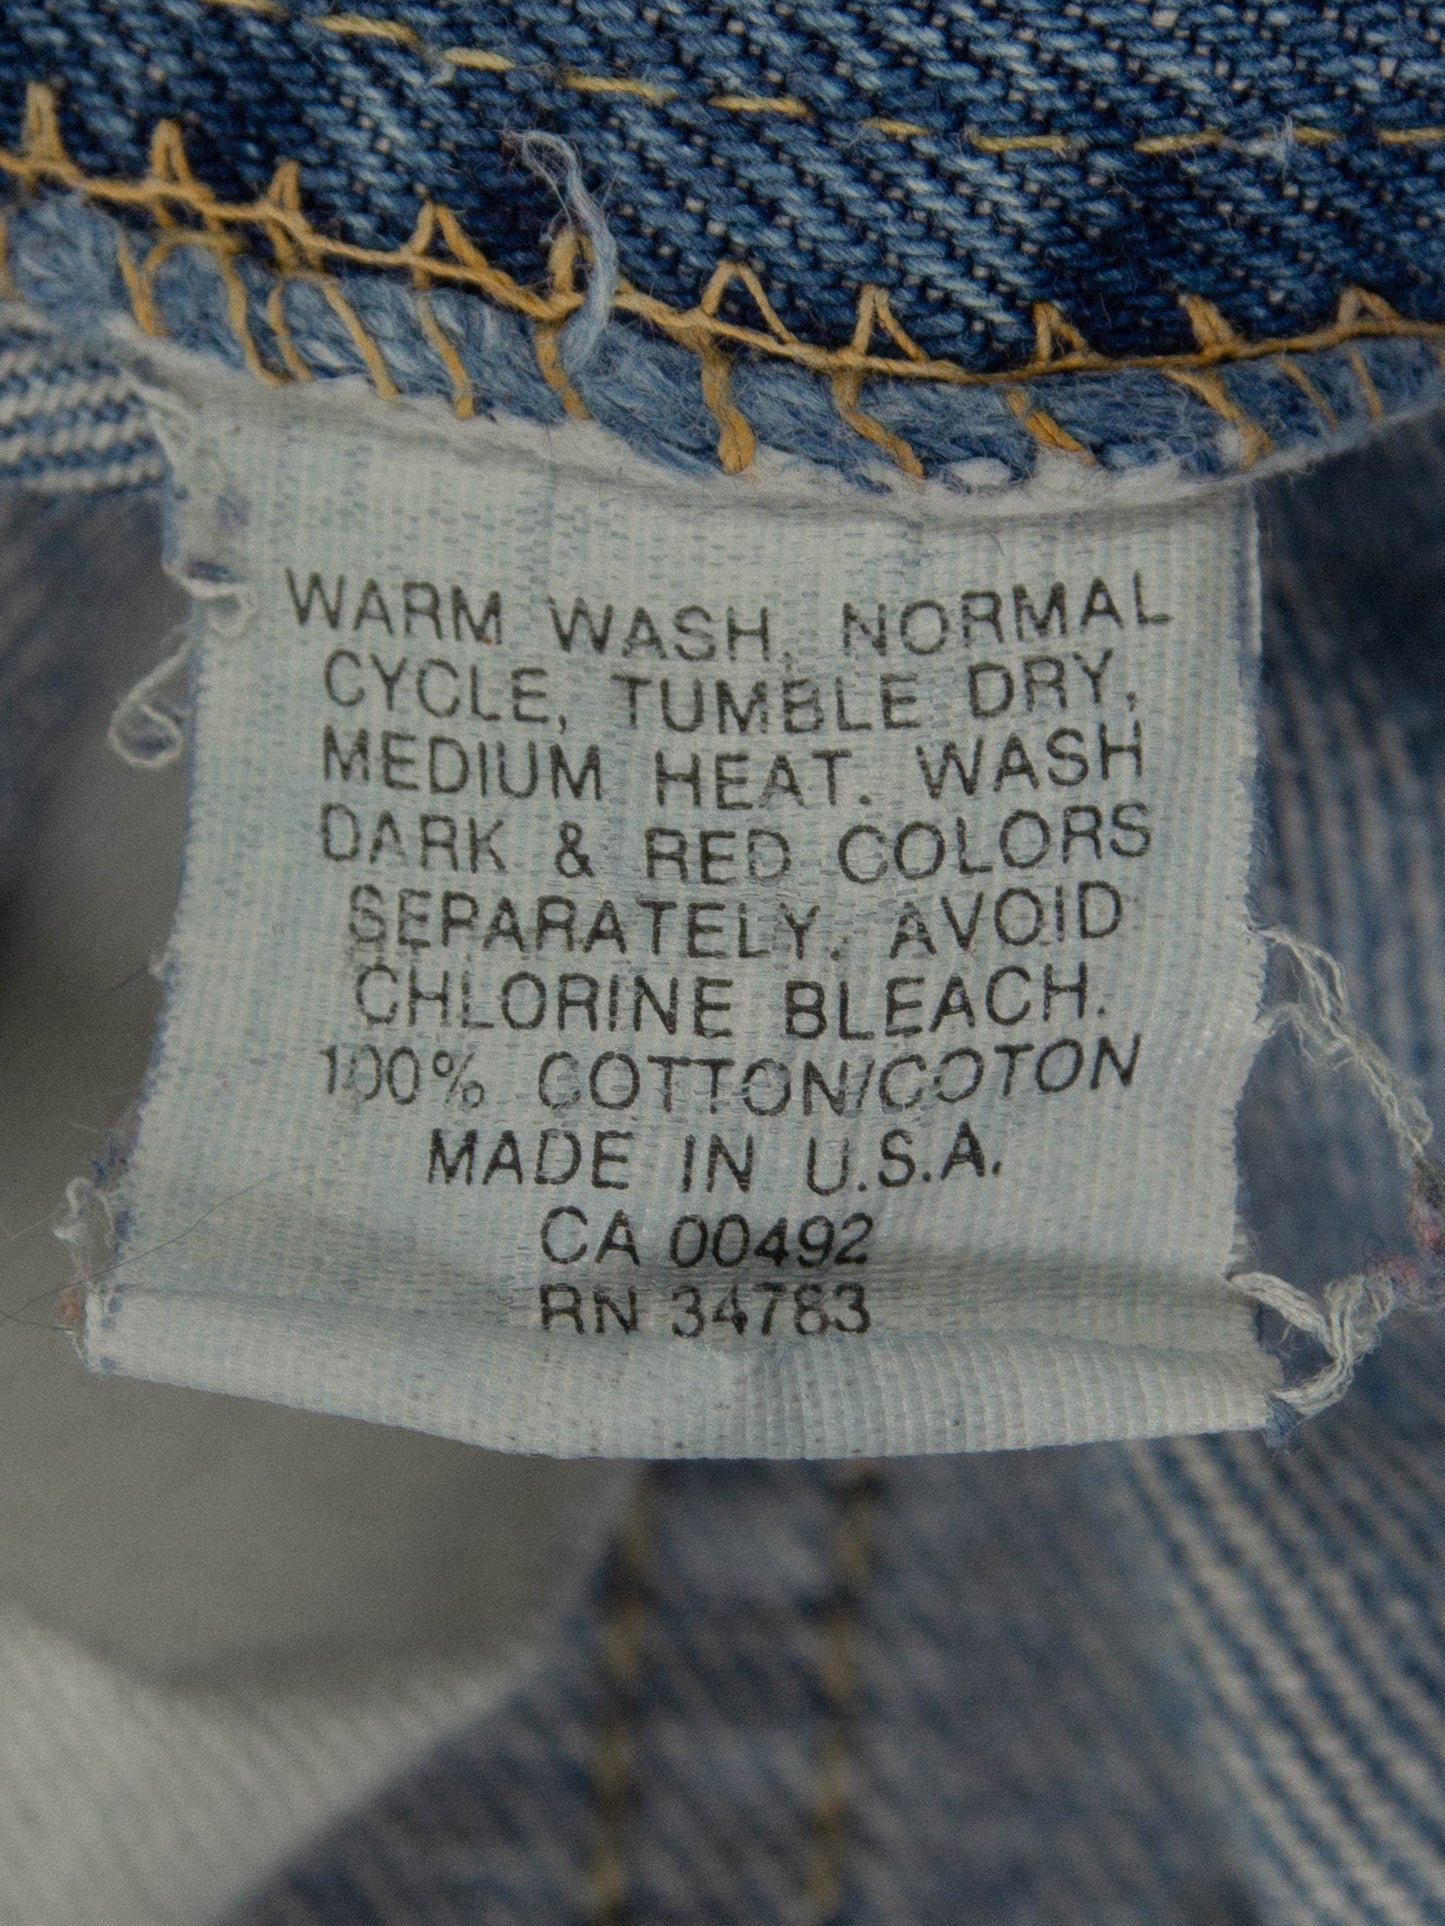 WARM WASH, NORMAL
CYCLE, TUMBLE DRY,
MEDIUM HEAT. WASH
DARK & RED COLORS
SEPARATELY. AVOID
CHLORINE BLEACH.
100% COTTON/COTON
MADE IN U.S.A.
CA 00492
RN 34783